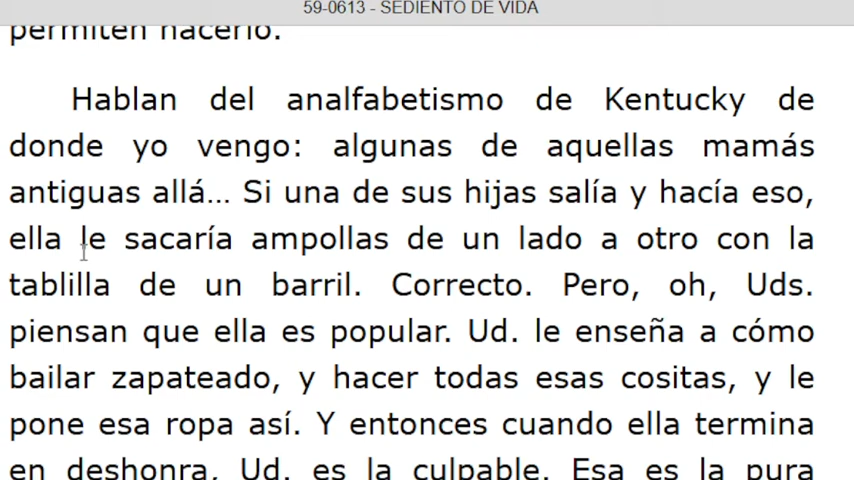 59-0613 - SEDIENTO DE VIDA
permiten hacerlo.
Hablan del analfabetismo de Kentucky de
donde yo vengo: algunas de aquellas mamás
antiguas allá... Si una de sus hijas salía y hacía eso,
ella le sacaría ampollas de un lado a otro con la
tablilla de un barril. Correcto. Pero, oh, Uds.
piensan que ella es popular. Ud. le enseña a cómo
bailar zapateado, y hacer todas esas cositas, y le
pone esa ropa así. Y entonces cuando ella termina
en deshonra, Ud. es la culpable. Esa es la pura